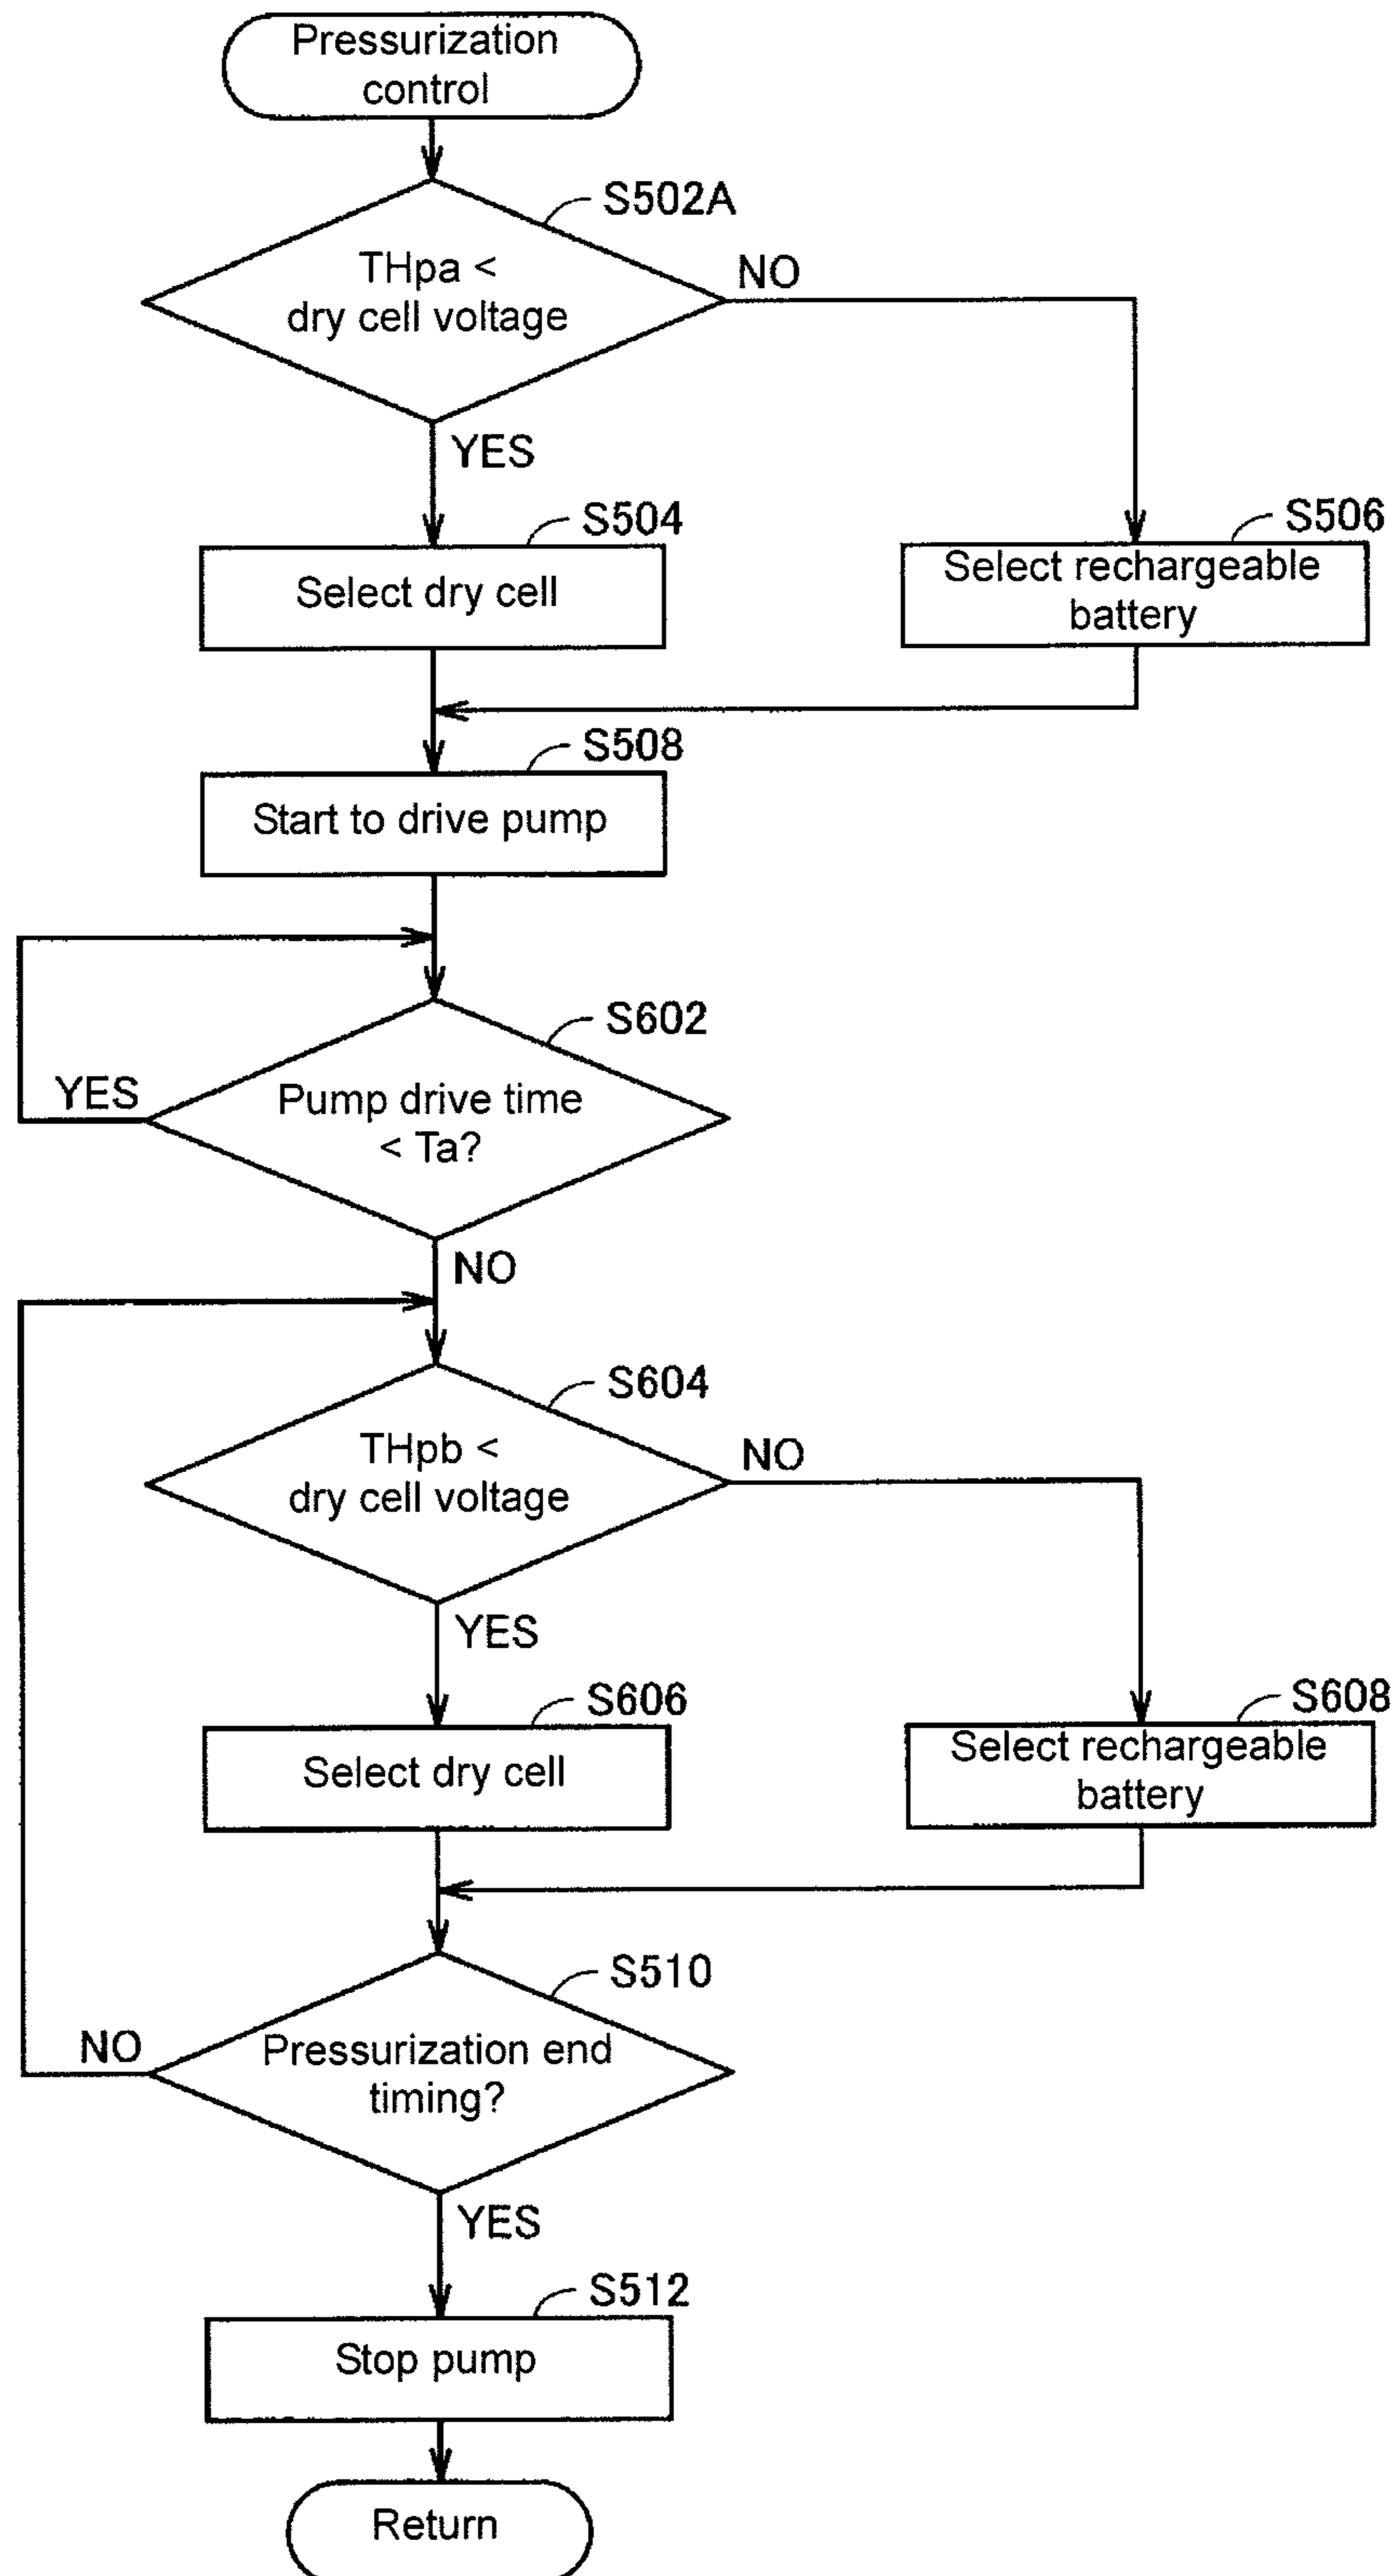 Pressurization
control
S502A
THpa <
dry cell voltage
NO
YES
S504
Select dry cell
S506
Select rechargeable
battery
S508
Start to drive pump
S602
YES
Pump drive time
< Ta?
NO
S604
THpb <
dry cell voltage
NO
YES
S606
Select dry cell
S608
Select rechargeable
battery
S510
NO
Pressurization end
timing?
YES
S512
Stop pump
Return